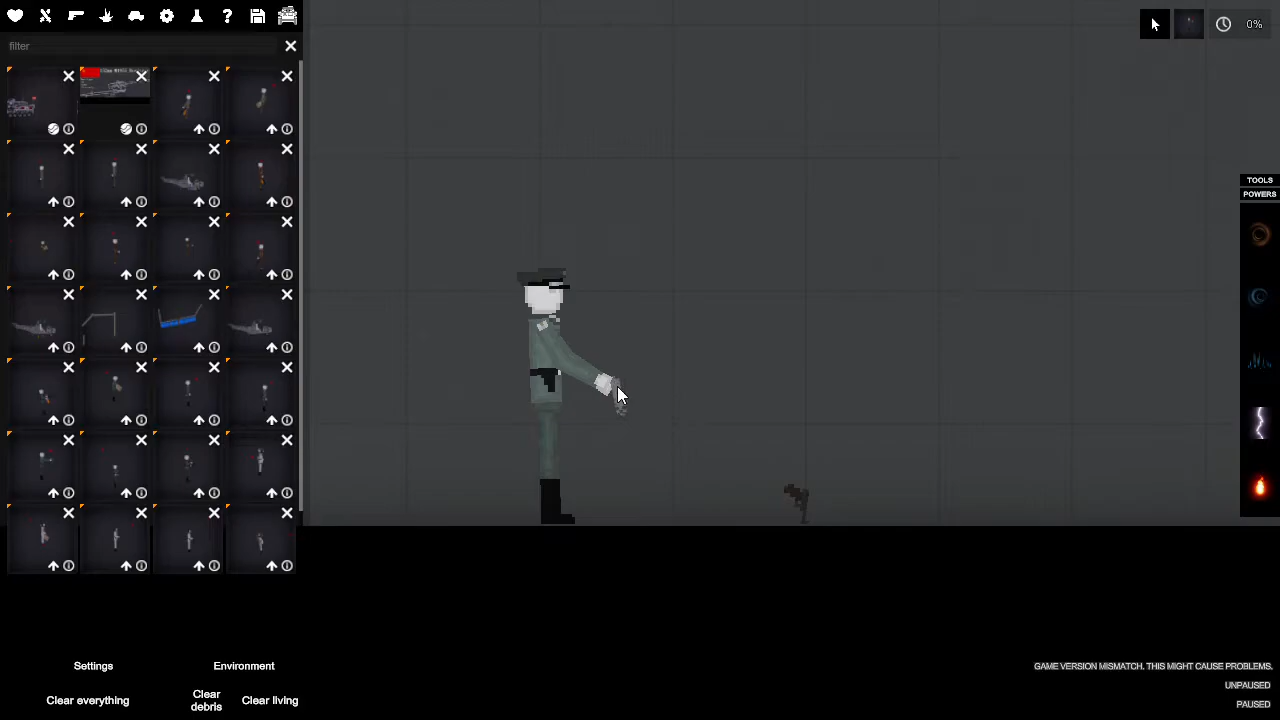 filter
0%
TOOLS
POWERS
Settings
Environment
Clear everything
Clear
debris
Clear living
GAME VERSION MISMATCH. THIS MIGHT CAUSE PROBLEMS.
UNPAUSED
PAUSED